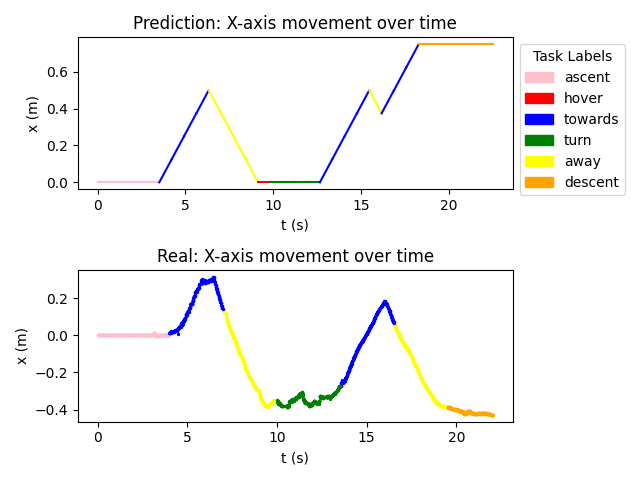 Prediction: X-axis movement over time
x (m)
0.6
0.4
0.2
0.0
0 5 10 15 20
t (s)
Task Labels
ascent
hover
towards
turn
away
descent
Real: X-axis movement over time
x (m)
0.2
0.0
−0.2
−0.4
0 5 10 15 20
t (s)